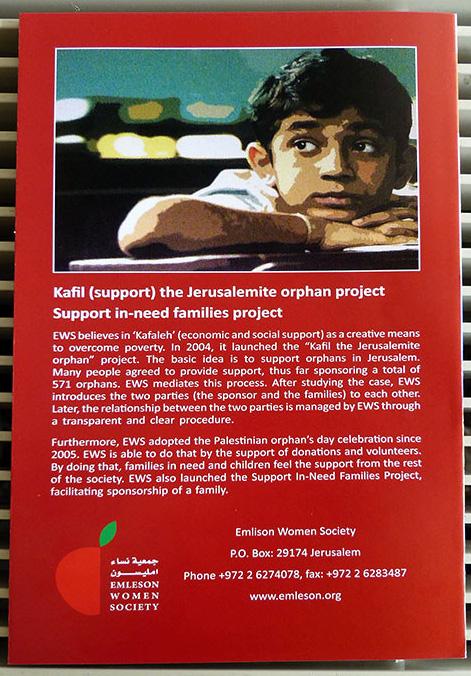 Kafil (support) the Jerusalemite orphan project
Support in-need families project
EWS believes in 'Kafaleh' (economic and social support) as a creative means
to overcome poverty. In 2004, it launched the "Kafil the Jerusalemite
orphan" project. The basic idea is to support orphans in Jerusalem.
Many people agreed to provide support, thus far sponsoring a total of
571 orphans. EWS mediates this process. After studying the case, EWS
introduces the two parties (the sponsor and the families) to each other.
Later, the relationship between the two parties is managed by EWS through
a transparent and clear procedure.
Furthermore, EWS adopted the Palestinian orphan's day celebration since
2005. EWS is able to do that by the support of donations and volunteers.
By doing that, families in need and children feel the support from the rest
of the society. EWS also launched the Support In-Need Families Project,
facilitating sponsorship of a family.
جمعية نساء
امليسون
EMLESON
WOMEN
SOCIETY
Emlison Women Society
P.O. Box: 29174 Jerusalem
Phone +972 2 6274078, fax: +972 2 6283487
www.emleson.org